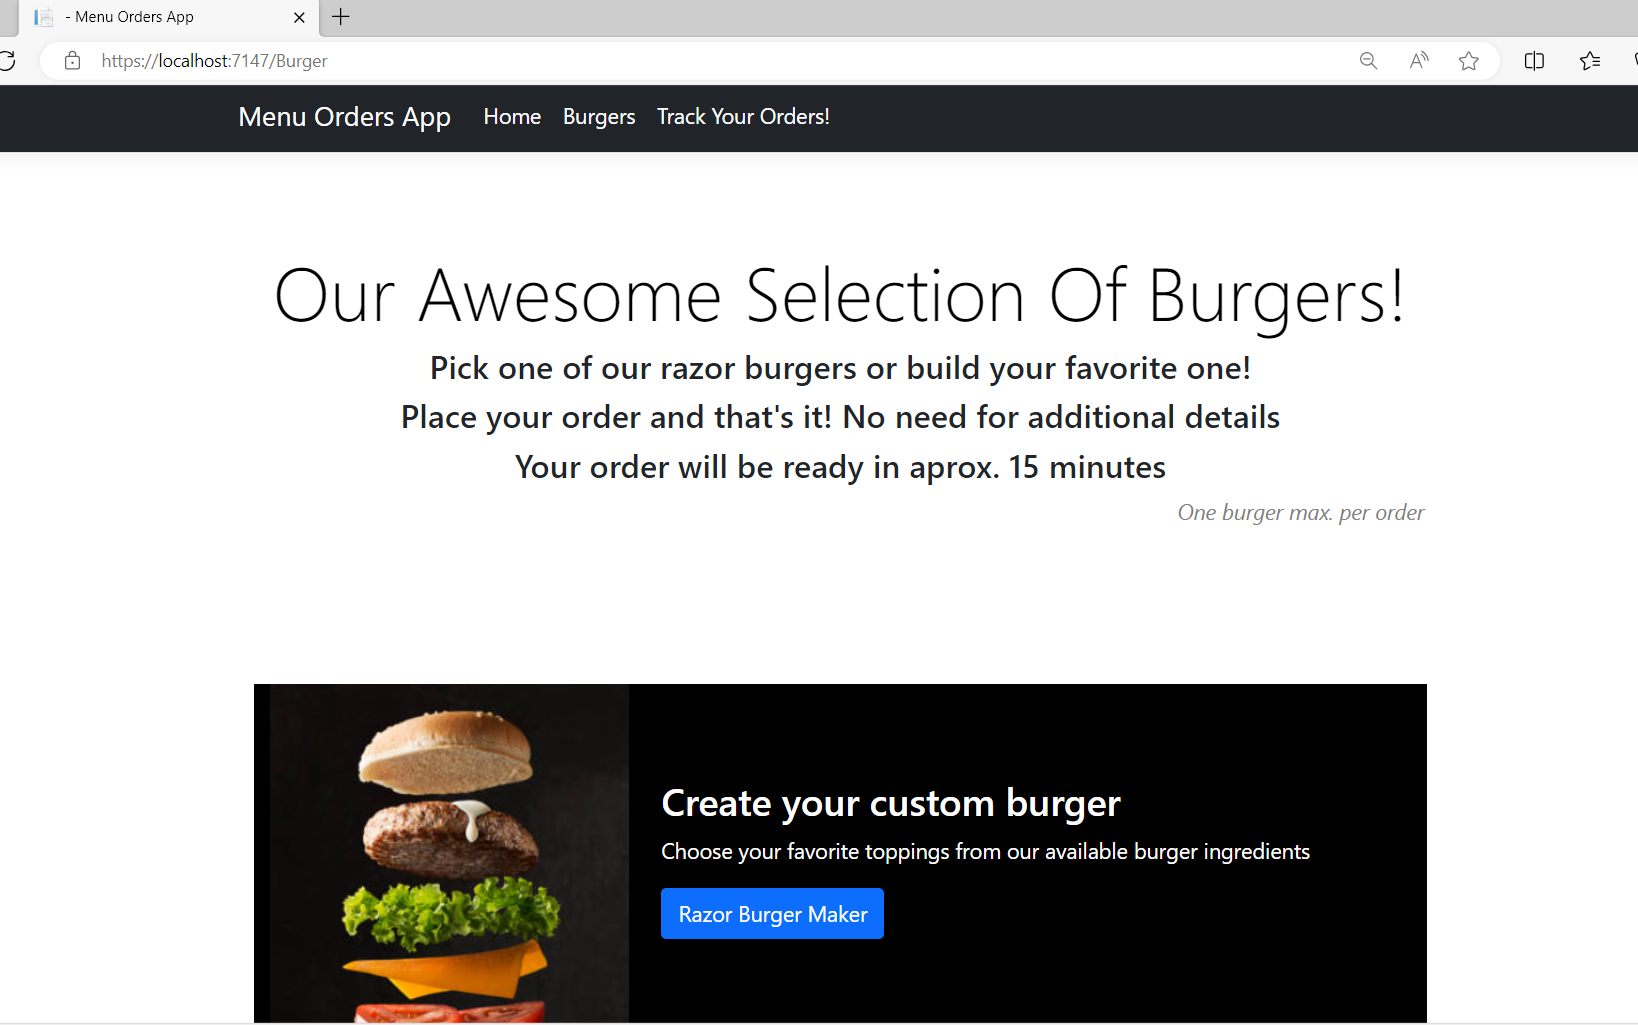 - Menu Orders App
https://localhost:7147/Burger
Menu Orders App Home Burgers Track Your Orders!
Our Awesome Selection Of Burgers!
Pick one of our razor burgers or build your favorite one!
Place your order and that's it! No need for additional details
Your order will be ready in aprox. 15 minutes
One burger max. per order
Create your custom burger
Choose your favorite toppings from our available burger ingredients
Razor Burger Maker